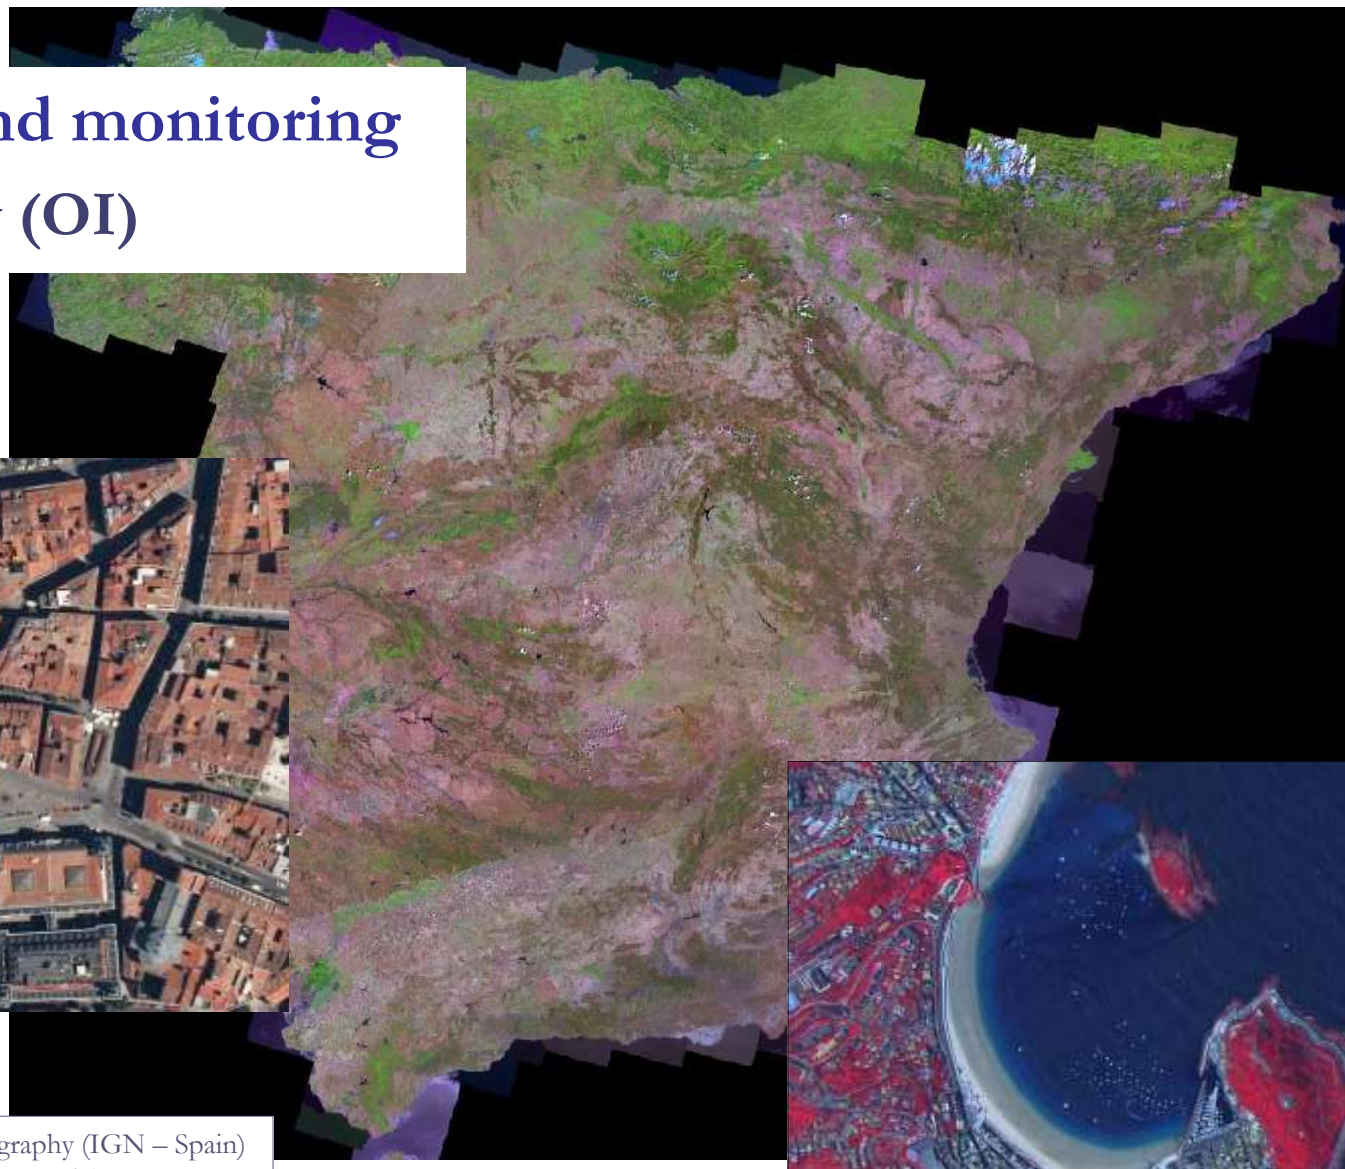 nd monitoring
(OI)
graphy (IGN – Spain)